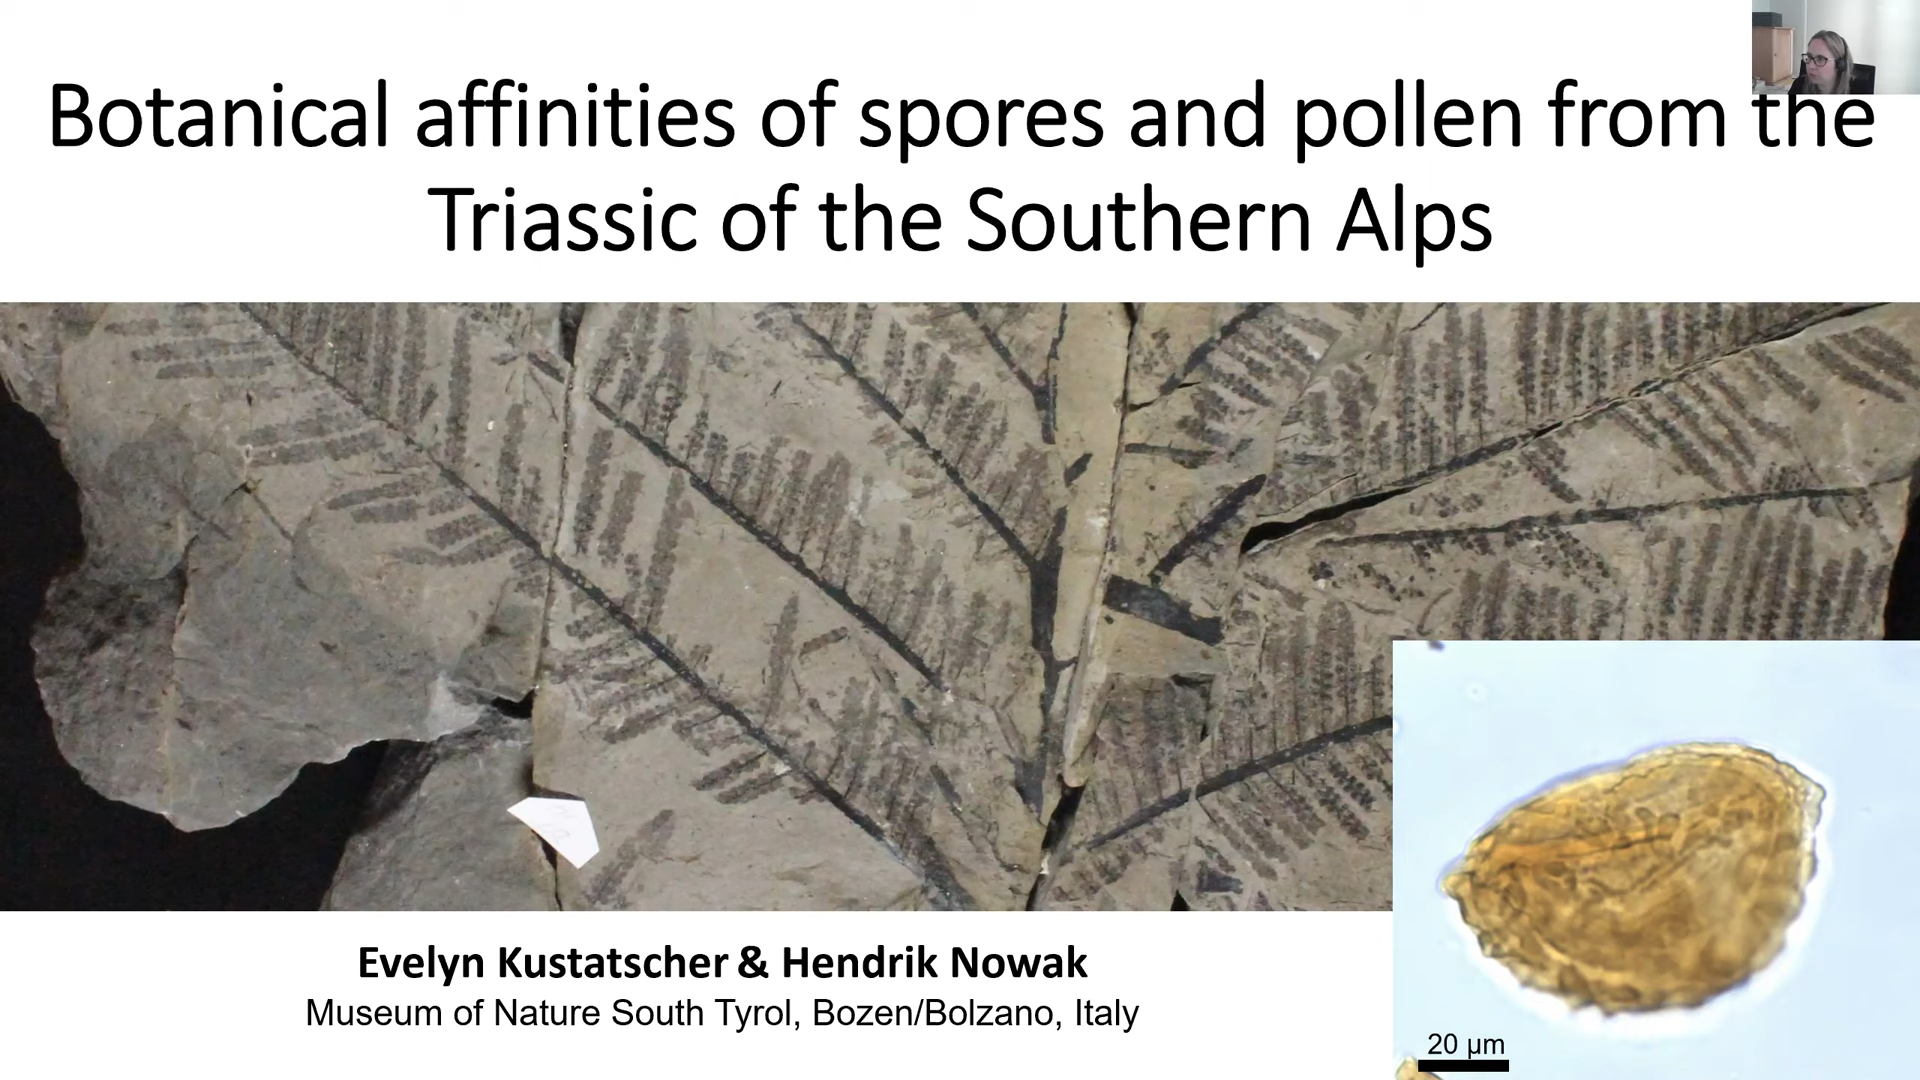 Botanical affinities of spores and pollen from the
Triassic of the Southern Alps
Evelyn Kustatscher & Hendrik Nowak
Museum of Nature South Tyrol, Bozen/Bolzano, Italy
20 µm